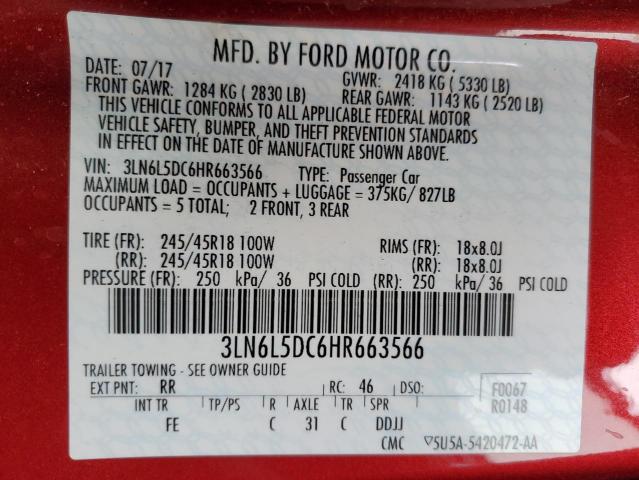 MFD. BY FORD MOTOR CO.
DATE: 07/17 GVWR: 2418 KG ( 5330 LB)
FRONT GAWR: 1284 KG ( 2830 LB) REAR GAWR: 1143 KG ( 2520LB)
THIS VEHICLE CONFORMS TO ALL APPLICABLE FEDERAL MOTOR
VEHICLE SAFETY, BUMPER, AND THEFT PREVENTION STANDARDS
IN EFFECT ON THE DATE OF MANUFACTURE SHOWN ABOVE.
VIN: 3LN6L5DC6HR663566 TYPE: Passenger Car
MAXIMUM LOAD = OCCUPANTS + LUGGAGE = 375KG/ 827LB
OCCUPANTS = 5 TOTAL; 2 FRONT, 3 REAR
TIRE (FR): 245/45R18 100W RIMS (FR): 18x8.0J
(RR): 245/45R18 100W (RR): 18x8.0J
PRESSURE (FR): 250 kPa/ 36 PSI COLD (RR): 250 kPa/ 36 PSI COLD
3LN6L5DC6HR663566
TRAILER TOWING - SEE OWNER GUIDE
EXT PNT: RR RC: 46 DSO: F0067
R0148
INT TR TP/PS R AXLE TR SPR
FE C 31 C DDJJ
CMC ▽5U5A-5420472-AA